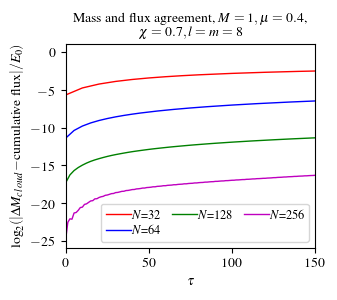 Mass and flux agreement, M = 1, μ = 0.4,
χ = 0.7, l = m = 8
log₂(|ΔM_cloud−cumulative flux|/E₀)
0
−5
−10
−15
−20
−25
N=32
N=64
N=128
N=256
0
50
100
150
τ